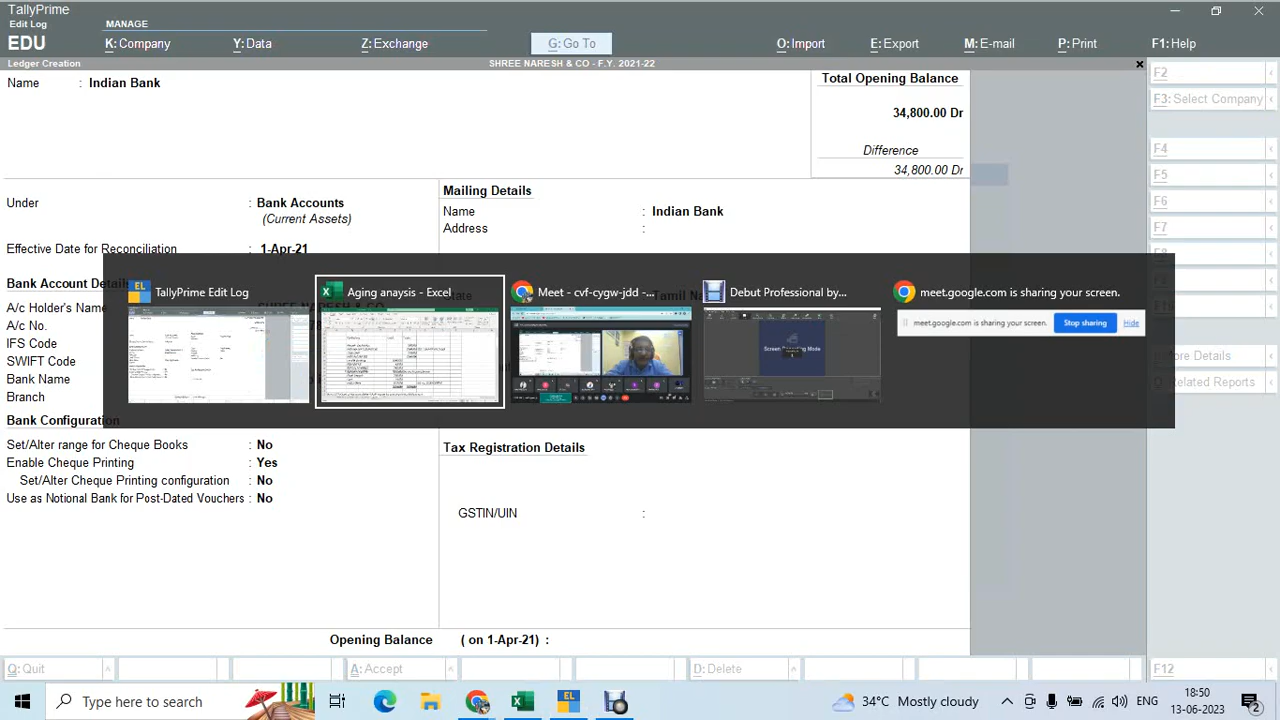 TallyPrime
Edit Log
MANAGE
EDU
K: Company
Y: Data
Z: Exchange
G: Go To
O: Import
E: Export
M: E-mail
P: Print
F1: Help
Ledger Creation
SHREE NARESH & CO - F.Y. 2021-22
Name : Indian Bank
Total Opening Balance
34,800.00 Dr
Difference
34,800.00 Dr
F2
F3: Select Company
F4
F5
F6
F7
Under : Bank Accounts
(Current Assets)
Effective Date for Reconciliation : 1-Apr-21
Mailing Details
Name : Indian Bank
Address :
Bank Account Details
A/c Holder's Name
A/c No.
IFS Code
SWIFT Code
Bank Name
Branch
TallyPrime Edit Log
Aging anaysis - Excel
Meet - cvf-cygw-jdd -...
Debut Professional by...
meet.google.com is sharing your screen.
meet.google.com is sharing your screen.
Stop sharing
Hide
Related Reports
Bank Configuration
Set/Alter range for Cheque Books : No
Enable Cheque Printing : Yes
Set/Alter Cheque Printing configuration : No
Use as Notional Bank for Post-Dated Vouchers : No
Tax Registration Details
GSTIN/UIN :
Opening Balance ( on 1-Apr-21) :
Q: Quit
A: Accept
D: Delete
F12
Type here to search
34°C Mostly cloudy
ENG
18:50
13-06-2023
2